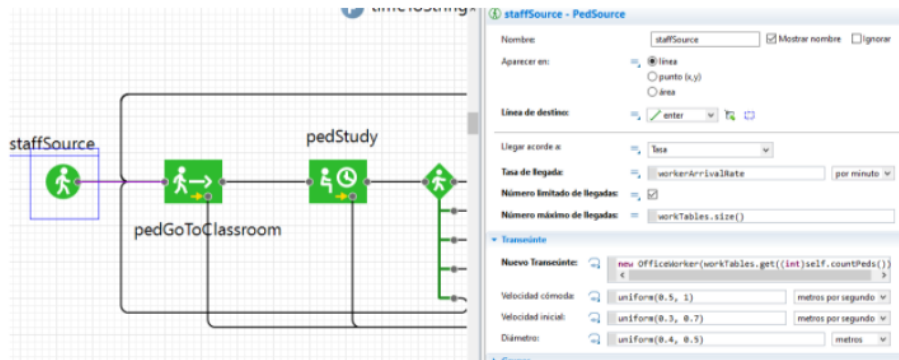 timeToString
staffSource
pedStudy
pedGoToClassroom
staffSource - PedSource
Nombre: staffSource Mostrar nombre Ignorar
Aparecer en: línea
punto (x,y)
área
Línea de destino: enter
Llegar acorde a: Tasa
Tasa de llegada: workerArrivalRate por minuto
Número limitado de llegadas:
Número máximo de llegadas: workTables.size()
Transeúnte
Nuevo Transeúnte: new OfficeWorker(workTables.get((int)self.countPeds())
Velocidad cómoda: uniform(0.5, 1) metros por segundo
Velocidad inicial: uniform(0.3, 0.7) metros por segundo
Diámetro: uniform(0.4, 0.5) metros